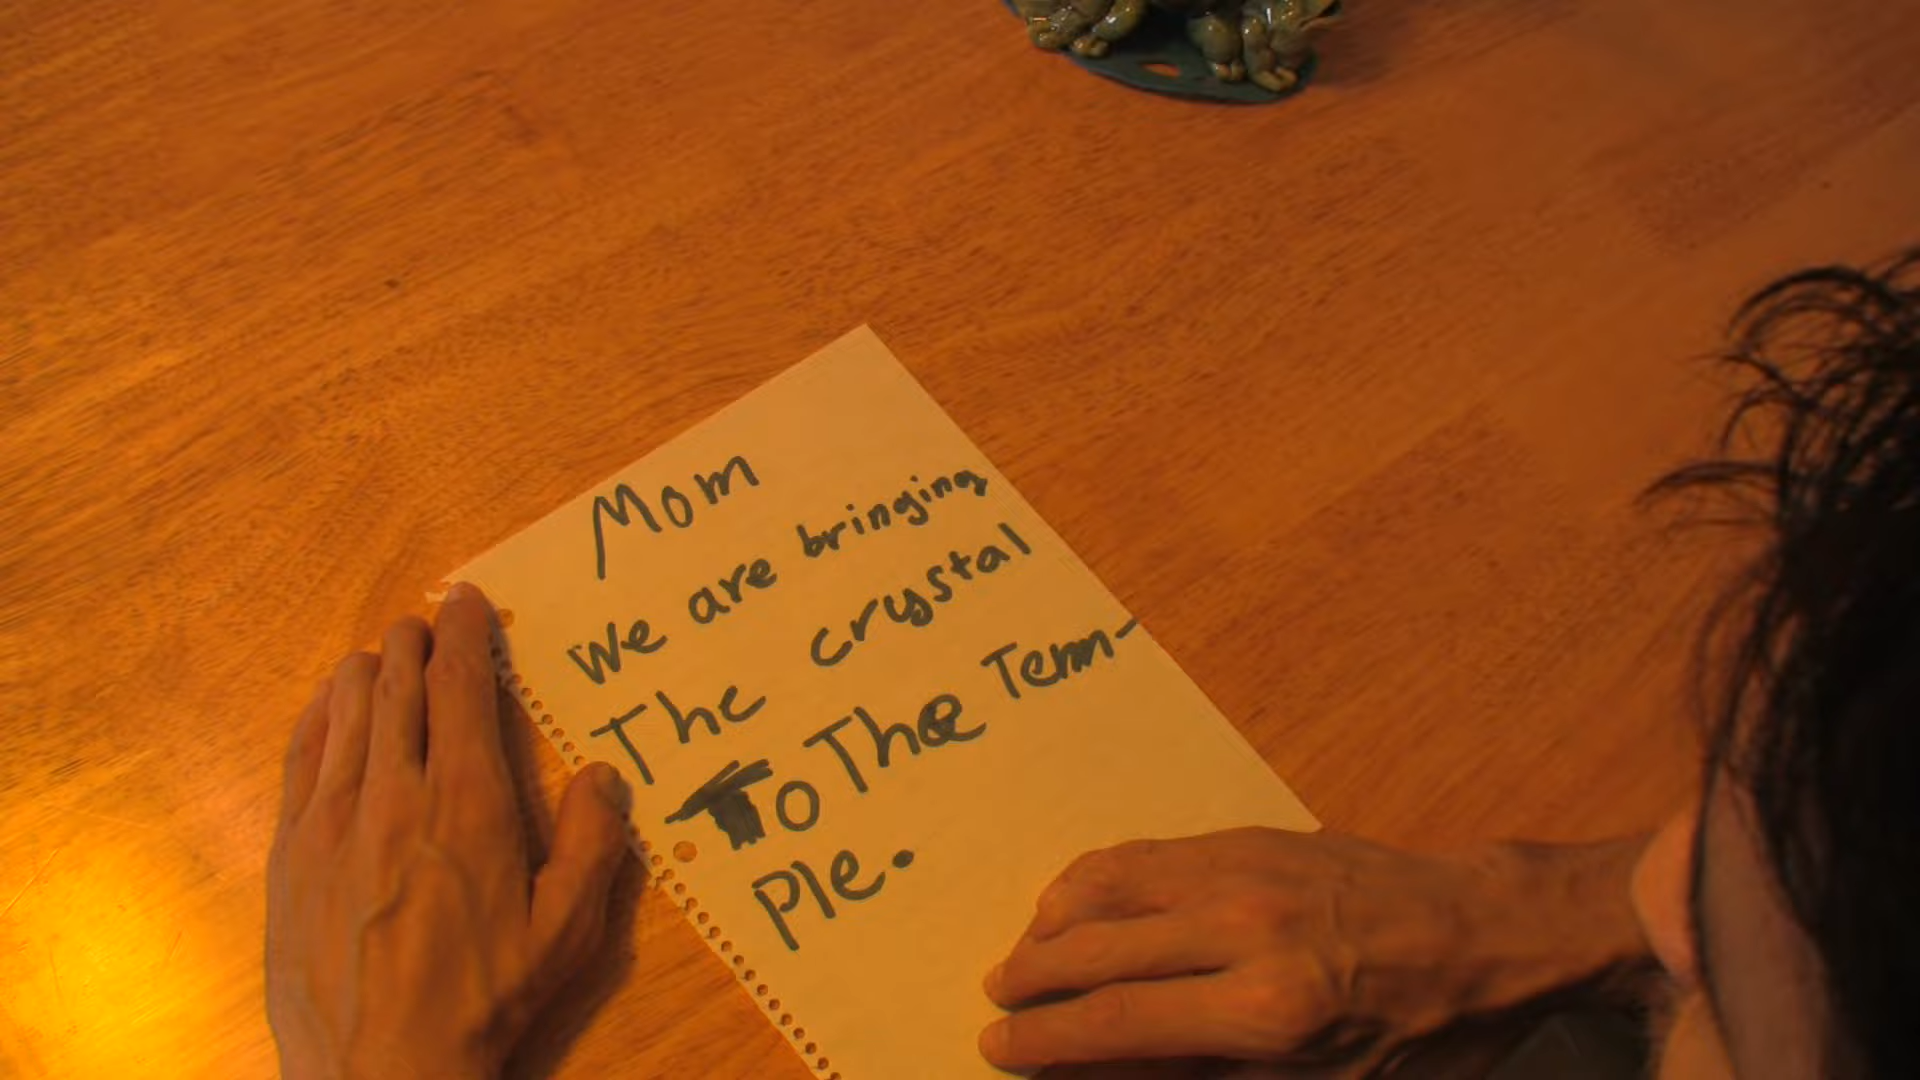 Mom
We are bringing
The crystal
To The Tem-
Ple.